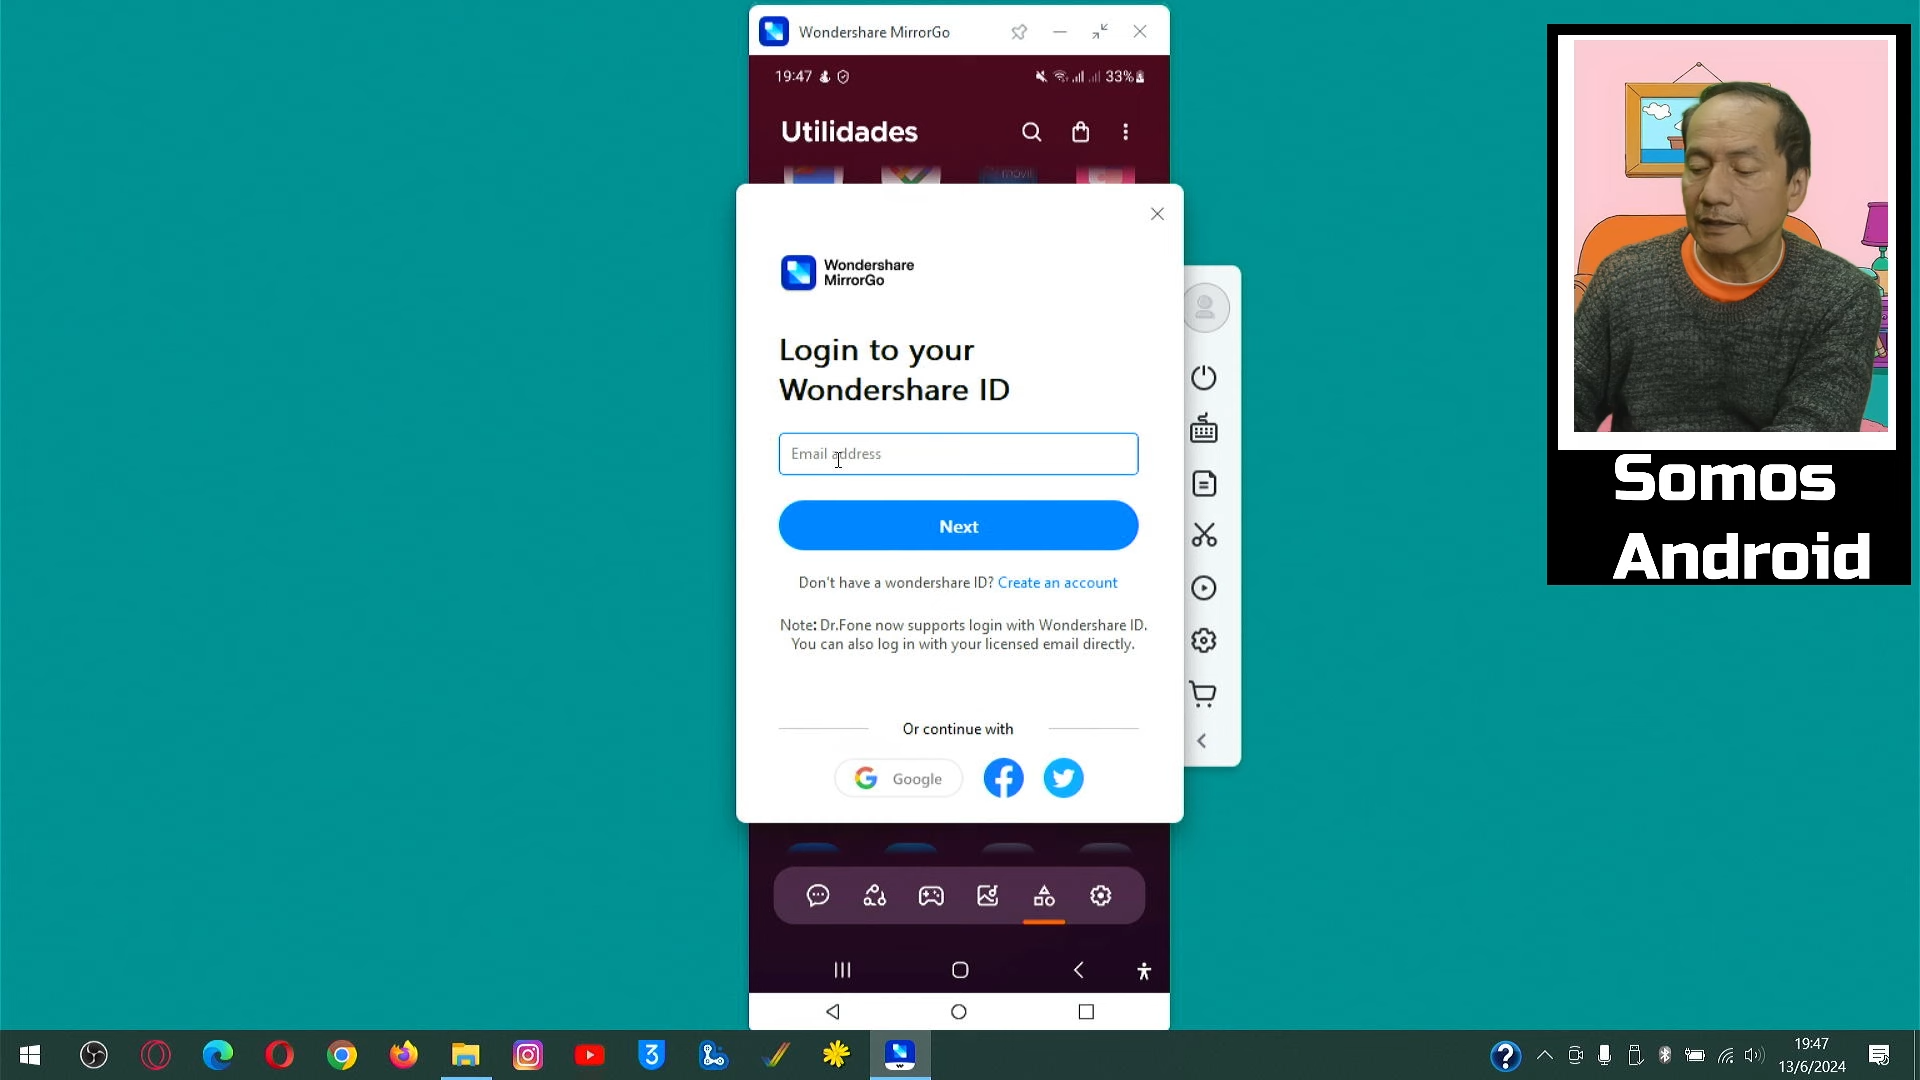 Wondershare MirrorGo
19:47
33%
Utilidades
móvil
Wondershare
MirrorGo
Login to your
Wondershare ID
Email address
Next
Don't have a wondershare ID? Create an account
Note: Dr.Fone now supports login with Wondershare ID.
You can also log in with your licensed email directly.
Or continue with
Google
Somos
Android
3
?
19:47
13/6/2024